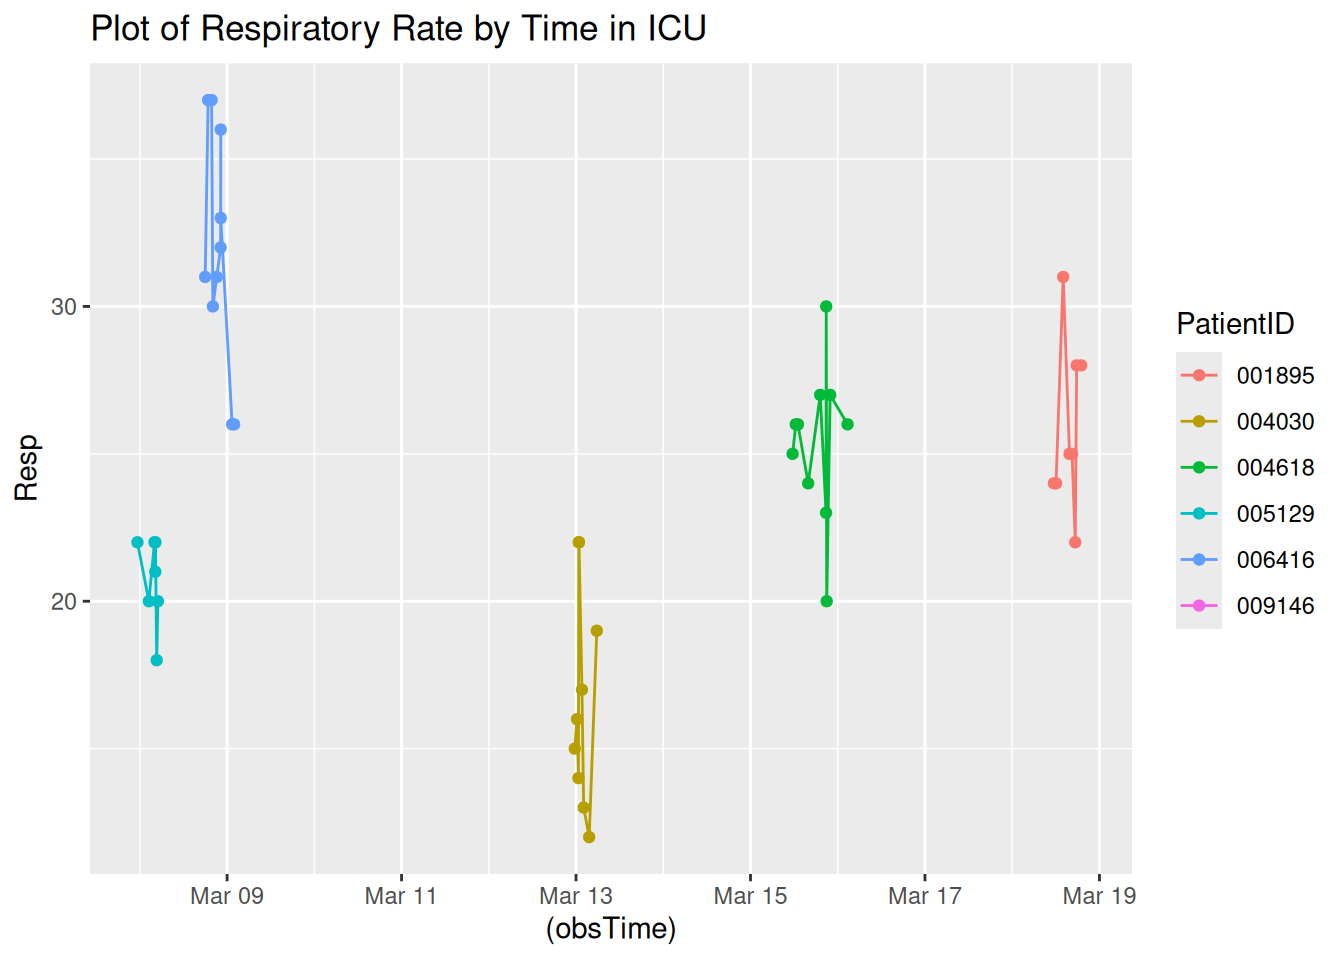 Plot of Respiratory Rate by Time in ICU
Resp
30
20
Mar 09
Mar 11
Mar 13
Mar 15
Mar 17
Mar 19
(obsTime)
PatientID
001895
004030
004618
005129
006416
009146